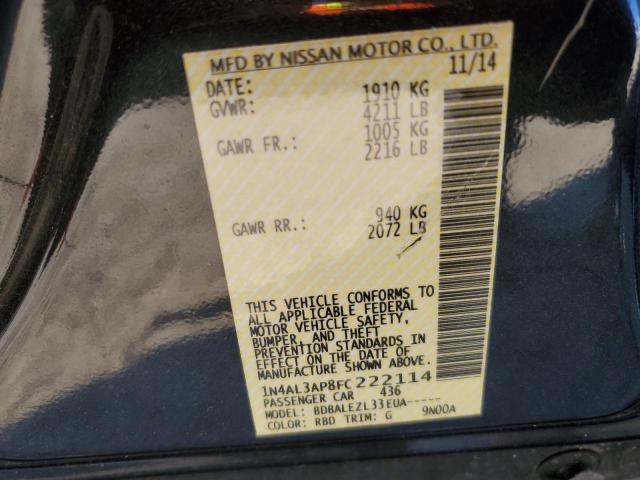 MFD BY NISSAN MOTOR CO., LTD.
DATE: 11/14
GVWR: 1910 KG
4211 LB
GAWR FR.: 1005 KG
2216 LB
GAWR RR.: 940 KG
2072 LB
THIS VEHICLE CONFORMS TO
ALL APPLICABLE FEDERAL
MOTOR VEHICLE SAFETY,
BUMPER, AND THEFT
PREVENTION STANDARDS IN
EFFECT ON THE DATE OF
MANUFACTURE SHOWN ABOVE.
1N4AL3AP8FC222114
PASSENGER CAR 436
MODEL: BDBALEZL33EUA-----
COLOR: RBD TRIM: G 9N00A